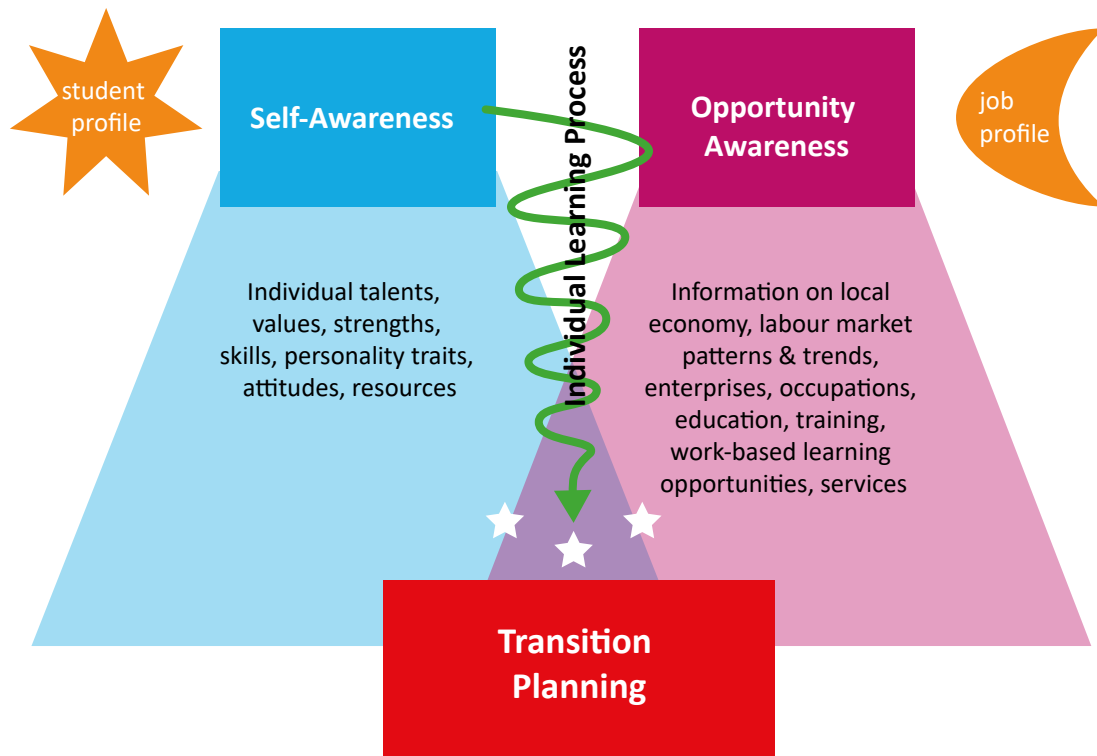 student
profile
Self-Awareness
Individual Learning Process
Opportunity
Awareness
job
profile
Individual talents,
values, strengths,
skills, personality traits,
attitudes, resources
Information on local
economy, labour market
patterns & trends,
enterprises, occupations,
education, training,
work-based learning
opportunities, services
Transition
Planning